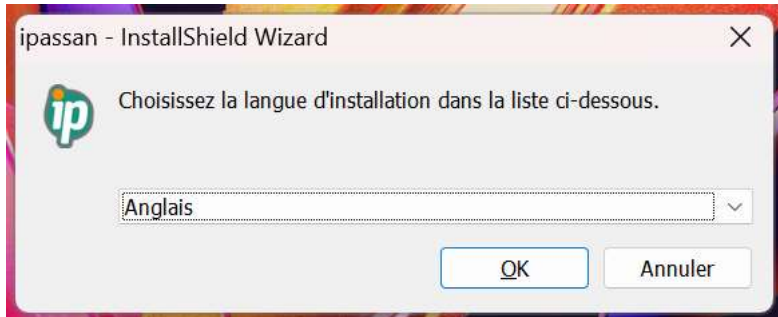 ipassan - InstallShield Wizard
ip
Choisissez la langue d'installation dans la liste ci-dessous.
Anglais
OK
Annuler